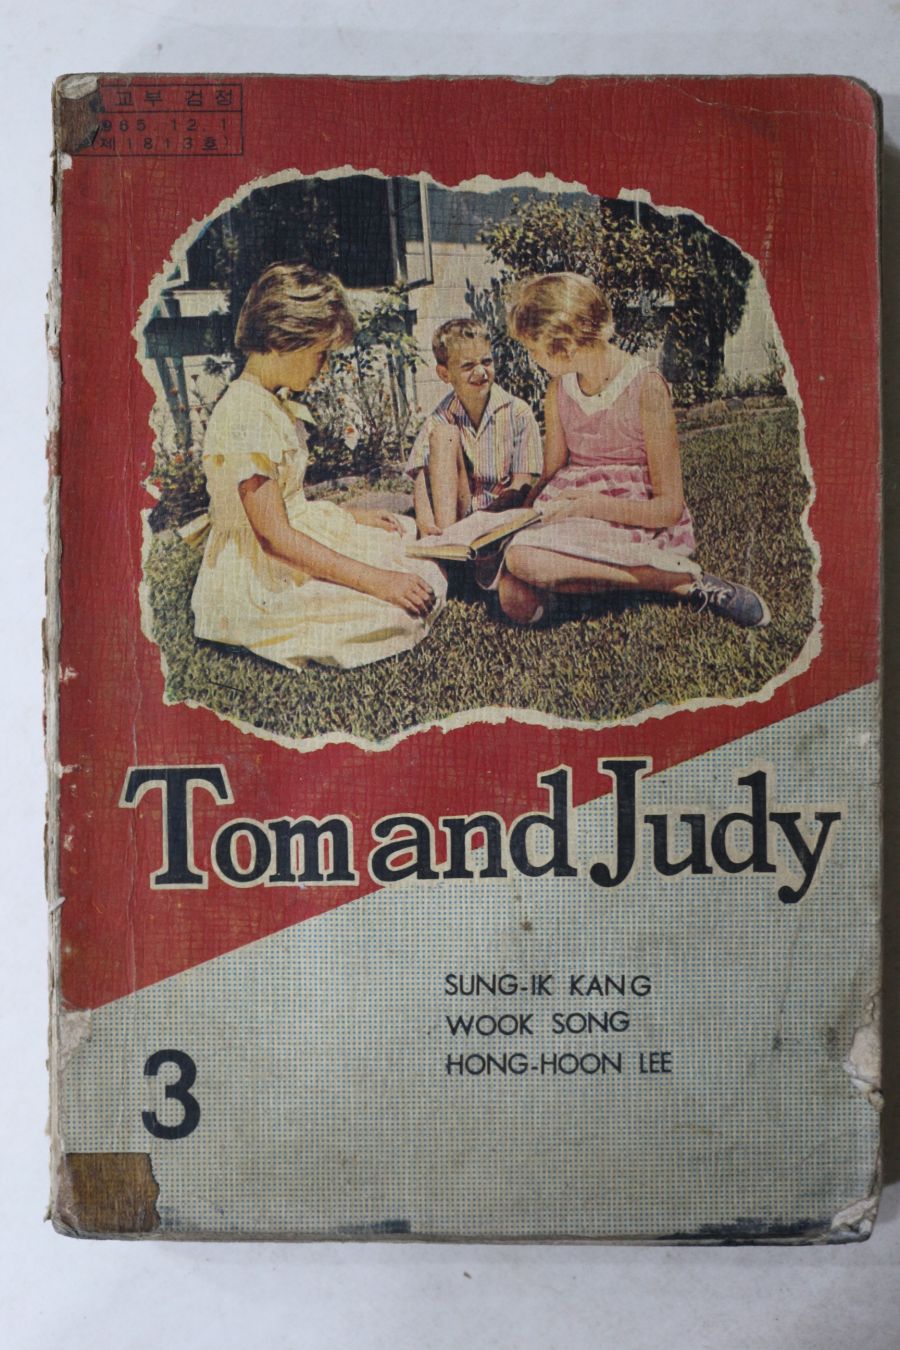 교부 검정
965. 12. 1
제1813호)
Tom and Judy
SUNG-IK KANG
WOOK SONG
HONG-HOON LEE
3